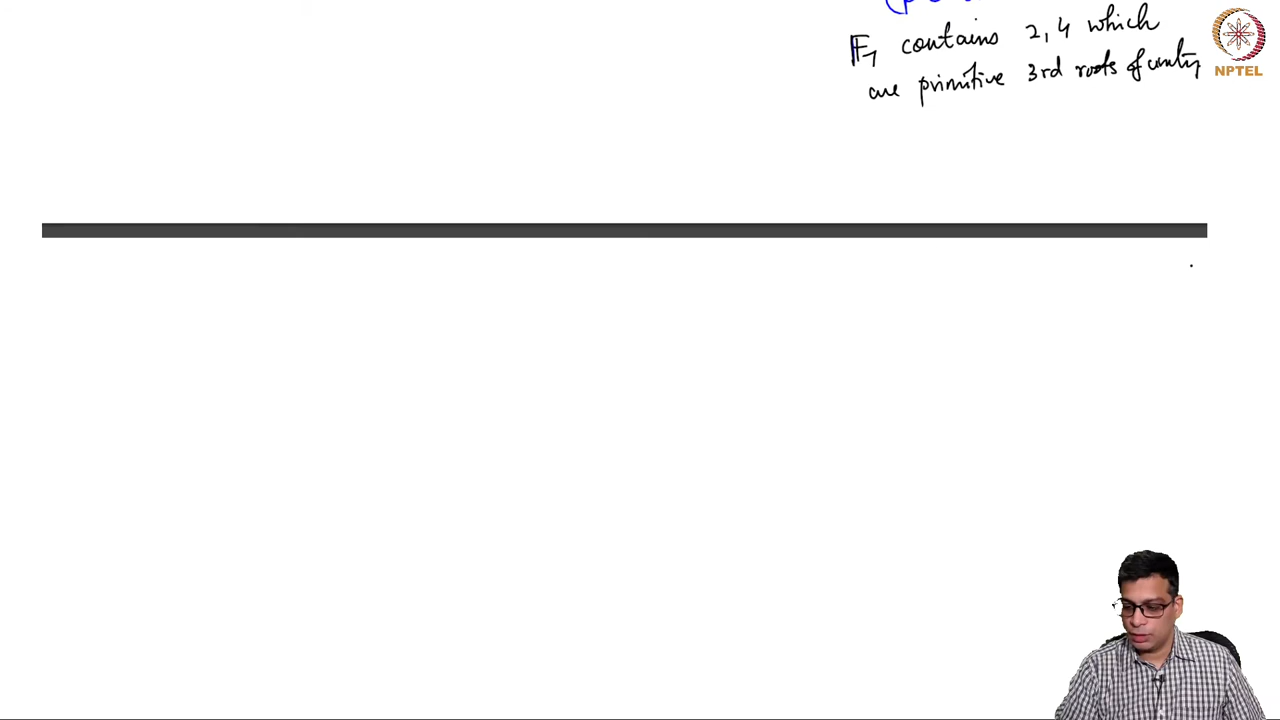 F₇ contains 2, 4 which
are primitive 3rd roots of unity
NPTEL